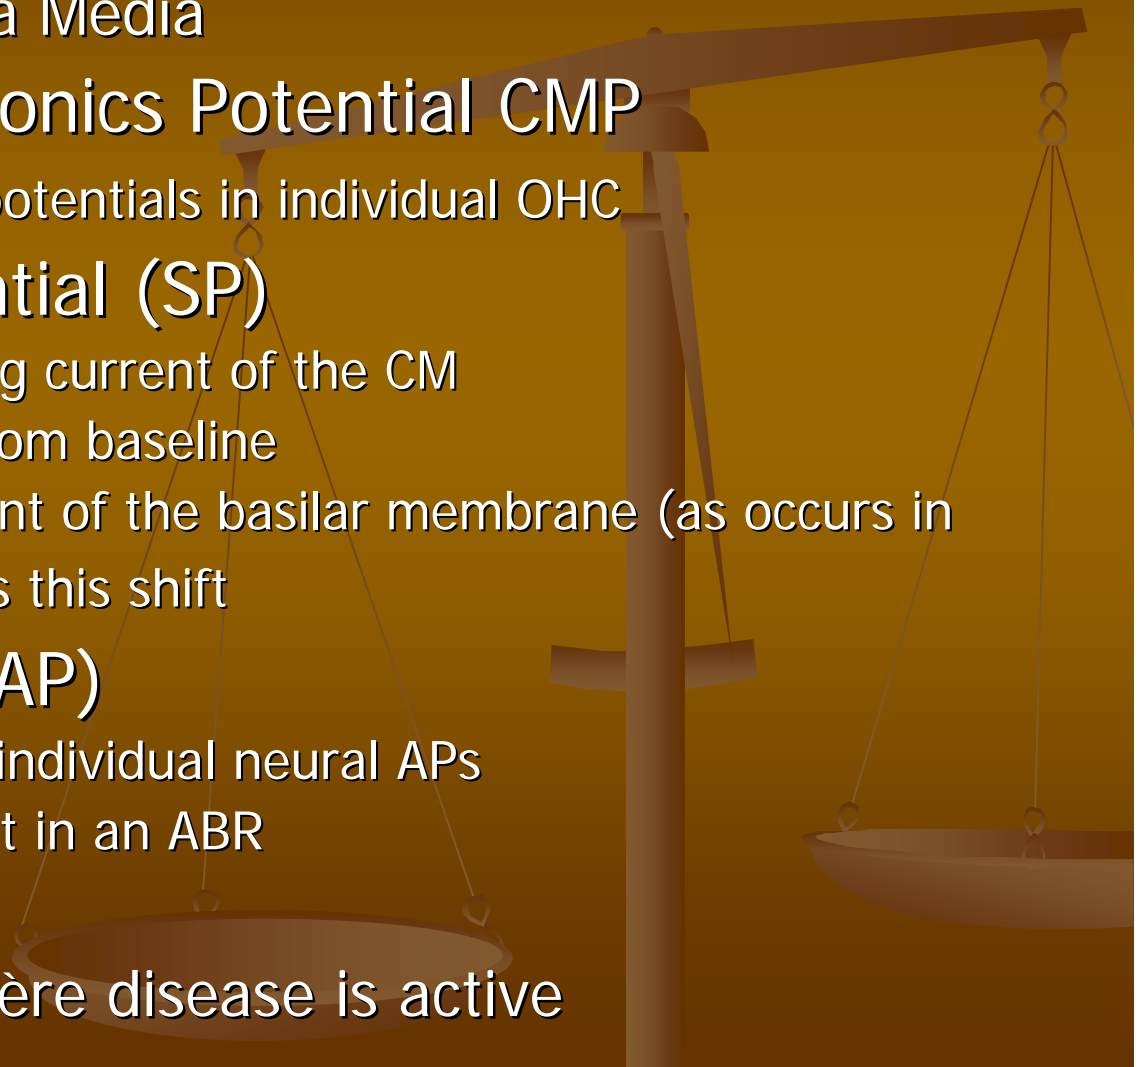 a Media
onics Potential CMP
potentials in individual OHC
ntial (SP)
g current of the CM
om baseline
nt of the basilar membrane (as occurs in
s this shift
AP)
individual neural APs
t in an ABR
ère disease is active